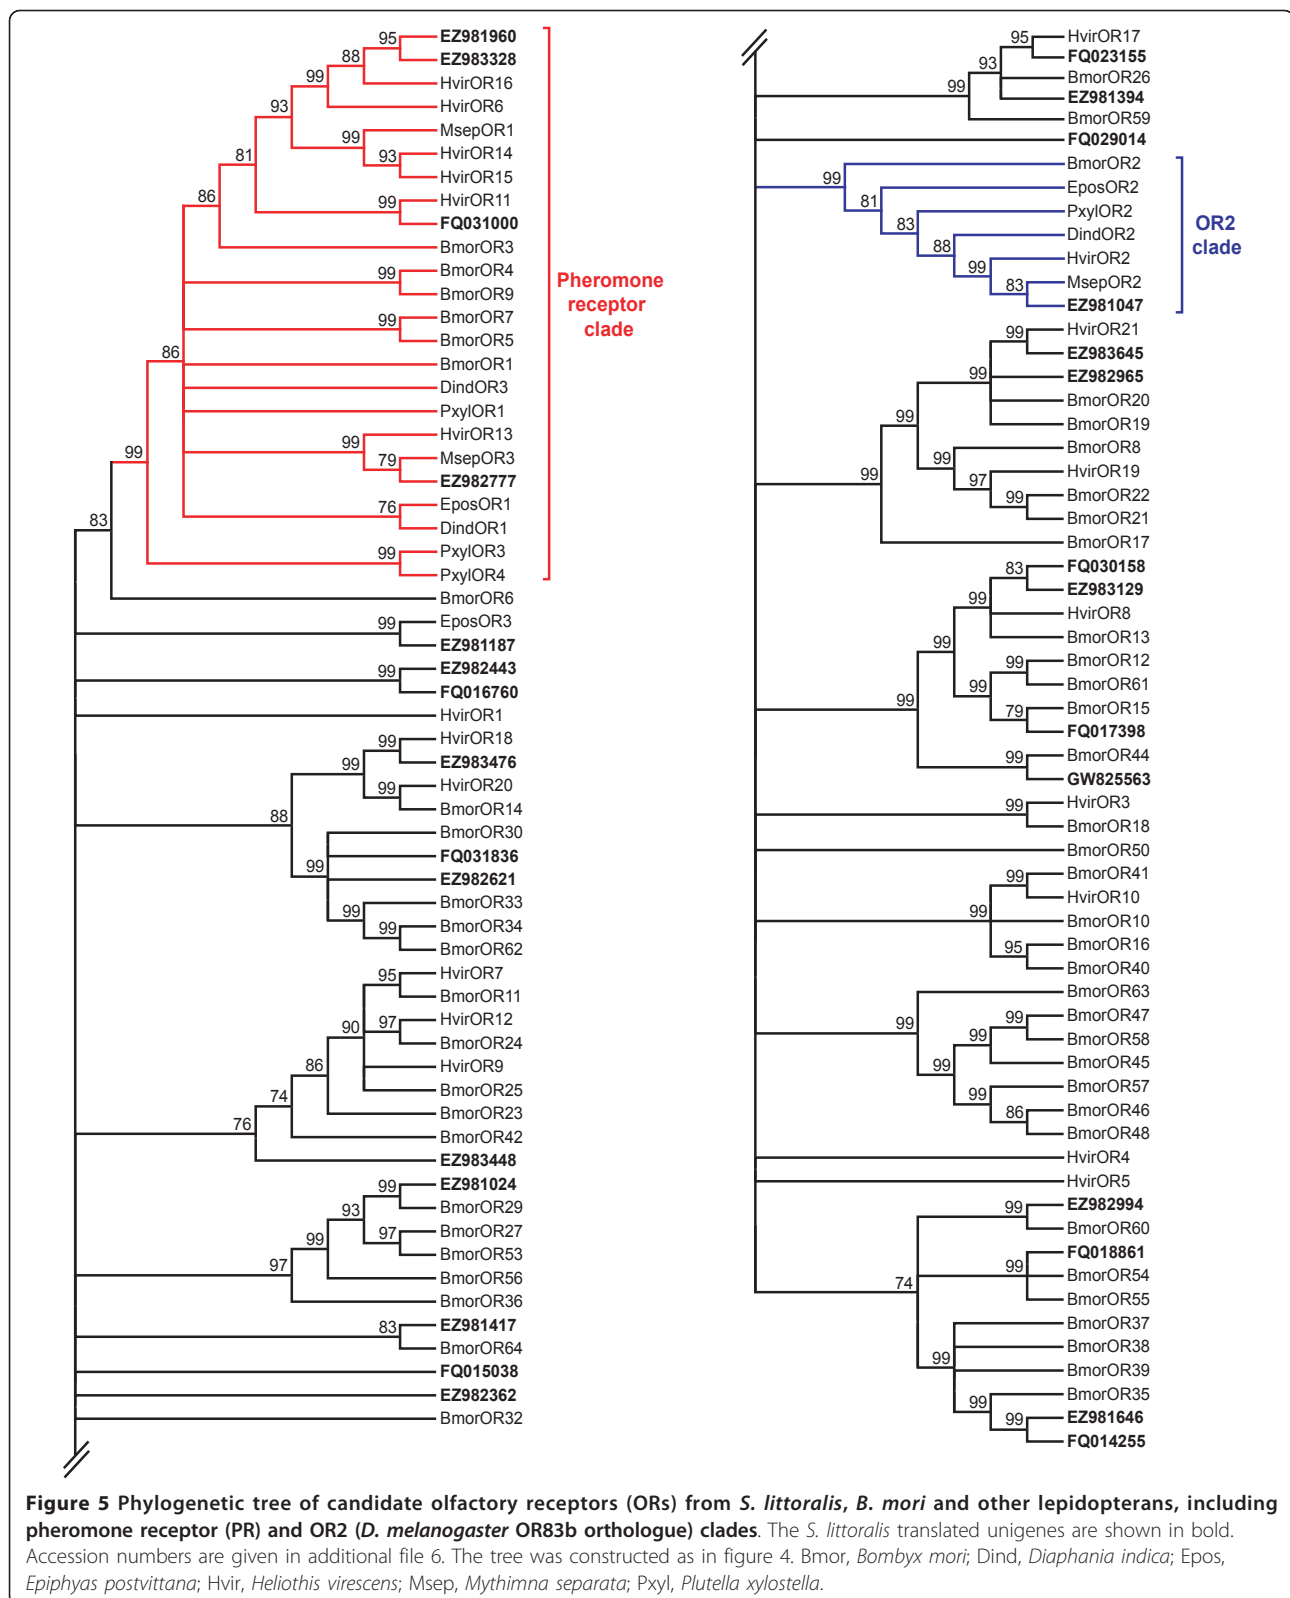 95
EZ981960
EZ983328
88
HvirOR16
99
HvirOR6
93
MsepOR1
99
HvirOR14
93
HvirOR15
81
HvirOR11
99
FQ031000
86
BmorOR3
BmorOR4
99
BmorOR9
BmorOR7
99
BmorOR5
86
BmorOR1
DindOR3
PxylOR1
HvirOR13
99
MsepOR3
79
EZ982777
99
EposOR1
76
DindOR1
PxylOR3
99
PxylOR4
83
BmorOR6
Pheromone
receptor
clade
EposOR3
99
EZ981187
EZ982443
99
FQ016760
HvirOR1
HvirOR18
99
EZ983476
99
HvirOR20
99
BmorOR14
88
BmorOR30
FQ031836
99
EZ982621
BmorOR33
99
BmorOR34
99
BmorOR62
HvirOR7
95
BmorOR11
HvirOR12
97
BmorOR24
90
HvirOR9
86
BmorOR25
BmorOR23
74
BmorOR42
76
EZ983448
EZ981024
99
BmorOR29
93
BmorOR27
97
BmorOR53
99
BmorOR56
97
BmorOR36
EZ981417
83
BmorOR64
FQ015038
EZ982362
BmorOR32
HvirOR17
95
FQ023155
93
BmorOR26
EZ981394
99
BmorOR59
FQ029014
BmorOR2
99
EposOR2
81
PxylOR2
83
DindOR2
88
HvirOR2
99
MsepOR2
83
EZ981047
OR2
clade
HvirOR21
99
EZ983645
99
EZ982965
BmorOR20
99
BmorOR19
BmorOR8
99
HvirOR19
97
BmorOR22
99
BmorOR21
99
BmorOR17
FQ030158
83
EZ983129
99
HvirOR8
BmorOR13
99
BmorOR12
99
BmorOR61
99
BmorOR15
79
FQ017398
99
BmorOR44
99
GW825563
HvirOR3
99
BmorOR18
BmorOR50
BmorOR41
99
HvirOR10
99
BmorOR10
BmorOR16
95
BmorOR40
BmorOR63
99
BmorOR47
99
BmorOR58
99
BmorOR45
99
BmorOR57
99
BmorOR46
86
BmorOR48
HvirOR4
HvirOR5
EZ982994
99
BmorOR60
FQ018861
99
BmorOR54
74
BmorOR55
BmorOR37
BmorOR38
99
BmorOR39
BmorOR35
99
EZ981646
99
FQ014255
Figure 5 Phylogenetic tree of candidate olfactory receptors (ORs) from S. littoralis, B. mori and other lepidopterans, including
pheromone receptor (PR) and OR2 (D. melanogaster OR83b orthologue) clades. The S. littoralis translated unigenes are shown in bold.
Accession numbers are given in additional file 6. The tree was constructed as in figure 4. Bmor, Bombyx mori; Dind, Diaphania indica; Epos,
Epiphyas postvittana; Hvir, Heliothis virescens; Msep, Mythimna separata; Pxyl, Plutella xylostella.